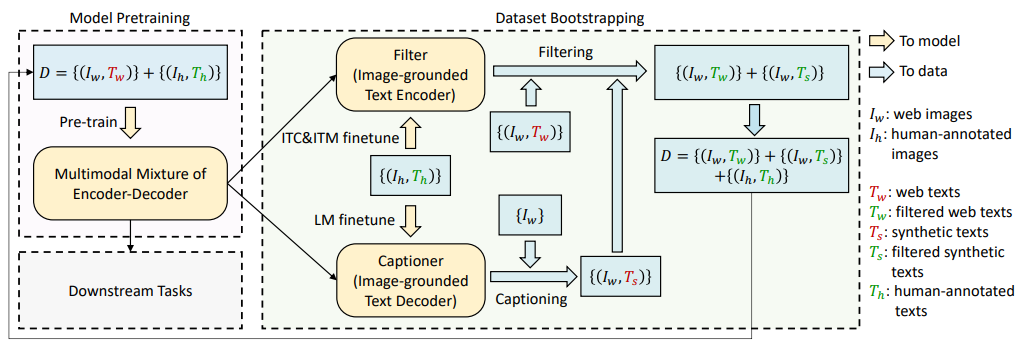 Model Pretraining
Dataset Bootstrapping
D = {(I_w, T_w)} + {(I_h, T_h)}
Pre-train
Multimodal Mixture of
Encoder-Decoder
Downstream Tasks
Filter
(Image-grounded
Text Encoder)
ITC&ITM finetune
{(I_h, T_h)}
LM finetune
Captioner
(Image-grounded
Text Decoder)
Filtering
{(I_w, T_w)}
{I_w}
Captioning
{(I_w, T_s)}
{(I_w, T_w)} + {(I_w, T_s)}
D = {(I_w, T_w)} + {(I_w, T_s)}
+{(I_h, T_h)}
To model
To data
I_w: web images
I_h: human-annotated
images
T_w: web texts
T_w: filtered web texts
T_s: synthetic texts
T_s: filtered synthetic
texts
T_h: human-annotated
texts